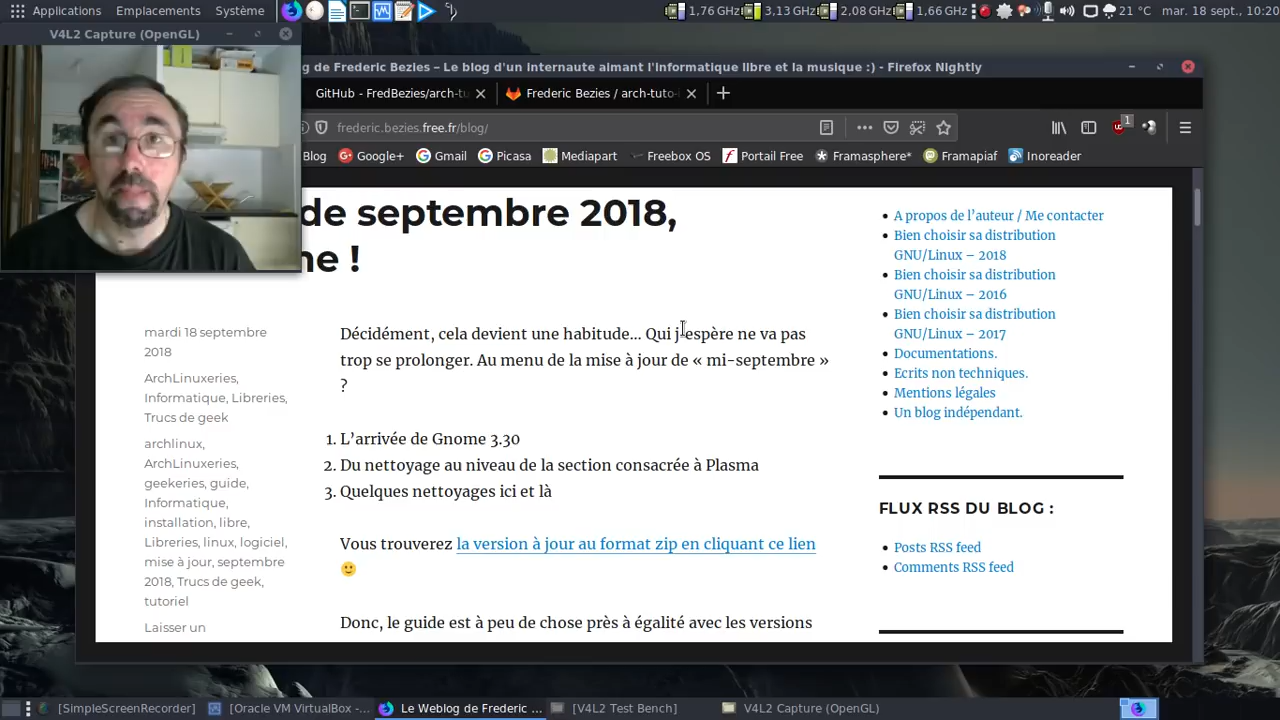 Applications Emplacements Système 1,76 GHz 3,13 GHz 2,08 GHz 1,66 GHz 21 °C mar. 18 sept., 10:20
V4L2 Capture (OpenGL)
g de Frederic Bezies – Le blog d'un internaute aimant l'informatique libre et la musique :) - Firefox Nightly
GitHub - FredBezies/arch-tu
Frederic Bezies / arch-tuto-
frederic.bezies.free.fr/blog/
1
Blog Google+ Gmail Picasa Mediapart Freebox OS Portail Free Framasphere* Framapiaf Inoreader
de septembre 2018,
ne !
mardi 18 septembre
2018
ArchLinuxeries,
Informatique, Libreries,
Trucs de geek
archlinux,
ArchLinuxeries,
geekeries, guide,
Informatique,
installation, libre,
Libreries, linux, logiciel,
mise à jour, septembre
2018, Trucs de geek,
tutoriel
Laisser un
Décidément, cela devient une habitude… Qui j'espère ne va pas
trop se prolonger. Au menu de la mise à jour de « mi-septembre »
?
1. L'arrivée de Gnome 3.30
2. Du nettoyage au niveau de la section consacrée à Plasma
3. Quelques nettoyages ici et là
Vous trouverez la version à jour au format zip en cliquant ce lien
Donc, le guide est à peu de chose près à égalité avec les versions
A propos de l'auteur / Me contacter
Bien choisir sa distribution
GNU/Linux – 2018
Bien choisir sa distribution
GNU/Linux – 2016
Bien choisir sa distribution
GNU/Linux – 2017
Documentations.
Ecrits non techniques.
Mentions légales
Un blog indépendant.
FLUX RSS DU BLOG :
Posts RSS feed
Comments RSS feed
[SimpleScreenRecorder] [Oracle VM VirtualBox -... Le Weblog de Frederic ... [V4L2 Test Bench] V4L2 Capture (OpenGL)